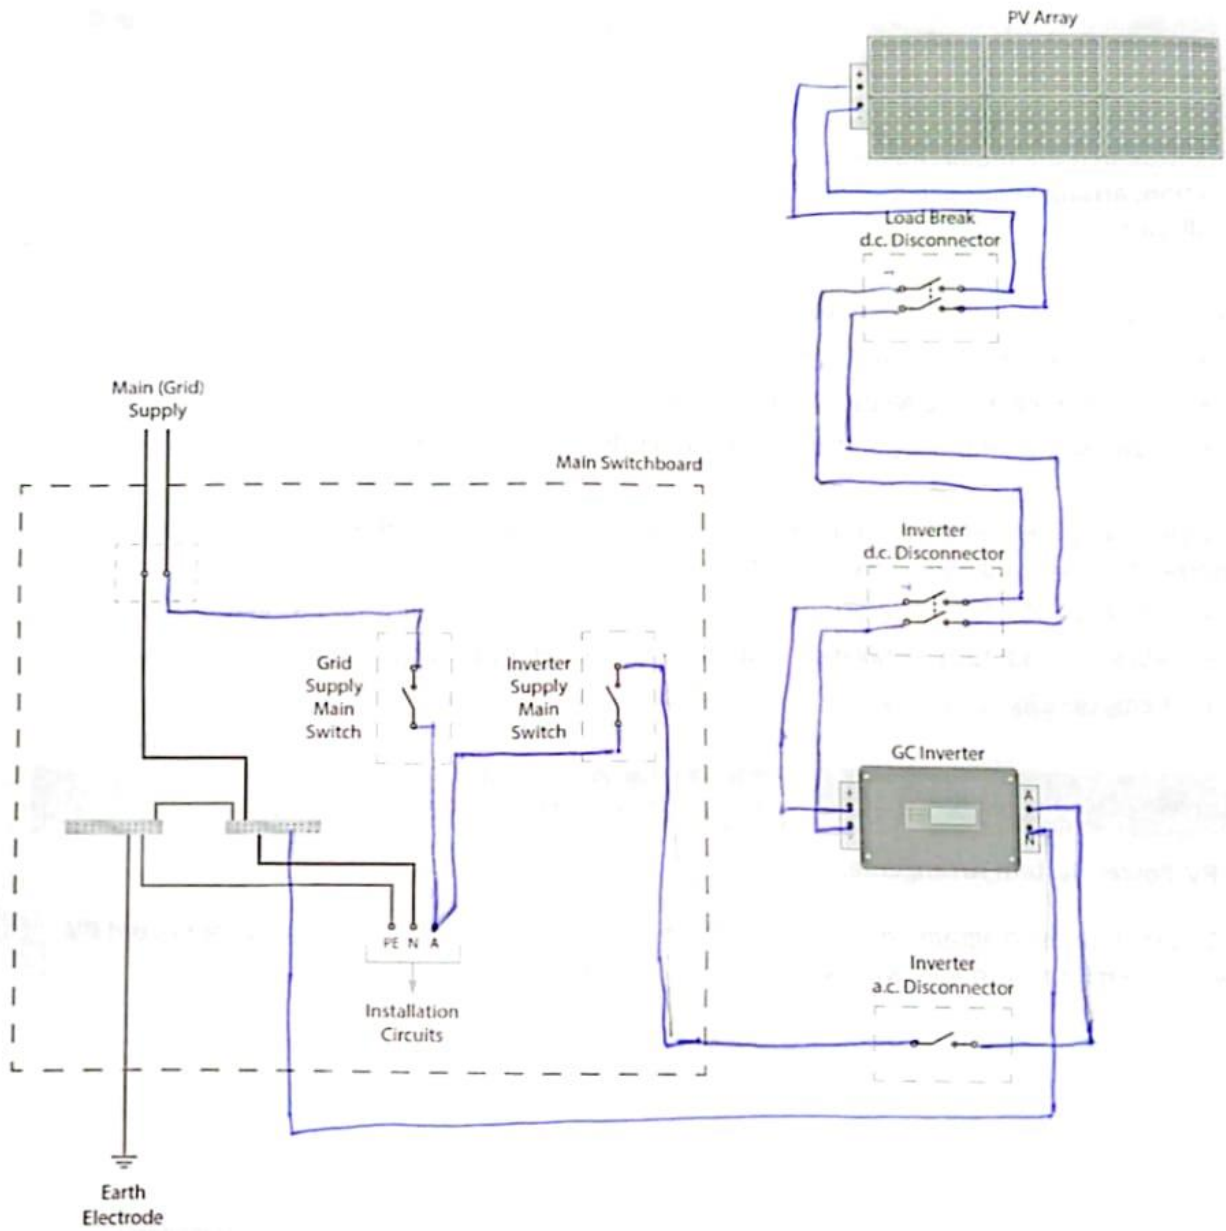 PV Array
+
-
Load Break
d.c. Disconnector
Main (Grid)
Supply
Main Switchboard
Inverter
d.c. Disconnector
Grid
Supply
Main
Switch
Inverter
Supply
Main
Switch
GC Inverter
+
-
A
N
PE N A
Installation
Circuits
Inverter
a.c. Disconnector
Earth
Electrode